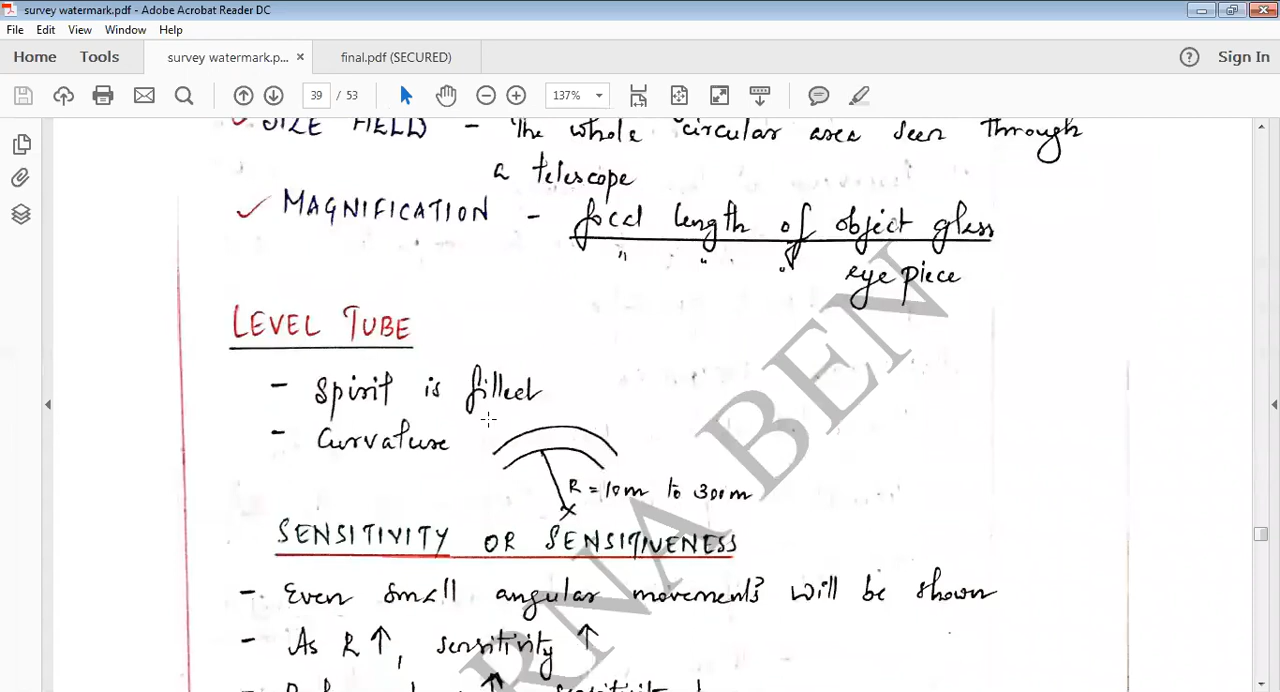 survey watermark.pdf - Adobe Acrobat Reader DC
File Edit View Window Help
Home Tools survey watermark.p... × final.pdf (SECURED) Sign In
39 / 53 137%
SIZE FIELD - The whole circular area seen through
a telescope
MAGNIFICATION - focal length of object glass
" " " eye piece
LEVEL TUBE
- Spirit is filled
- Curvature
R = 10m to 300m
SENSITIVITY OR SENSITIVENESS
- Even small angular movements will be shown
- As R ↑, sensitivity ↑
RNA BEN